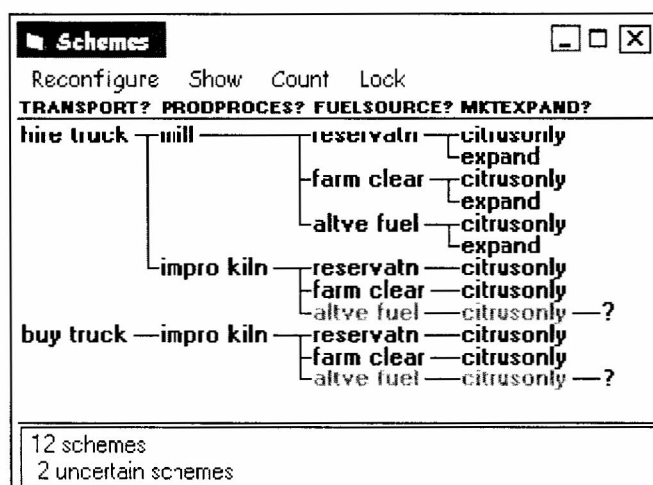 Schemes
Reconfigure Show Count Lock
TRANSPORT? PRODPROCES? FUELSOURCE? MKTEXPAND?
hire truck mill reservatn citrusonly
expand
farm clear citrusonly
expand
altve fuel citrusonly
expand
impro kiln reservatn citrusonly
farm clear citrusonly
altve fuel citrusonly ?
buy truck impro kiln reservatn citrusonly
farm clear citrusonly
altve fuel citrusonly ?
12 schemes
2 uncertain schemes